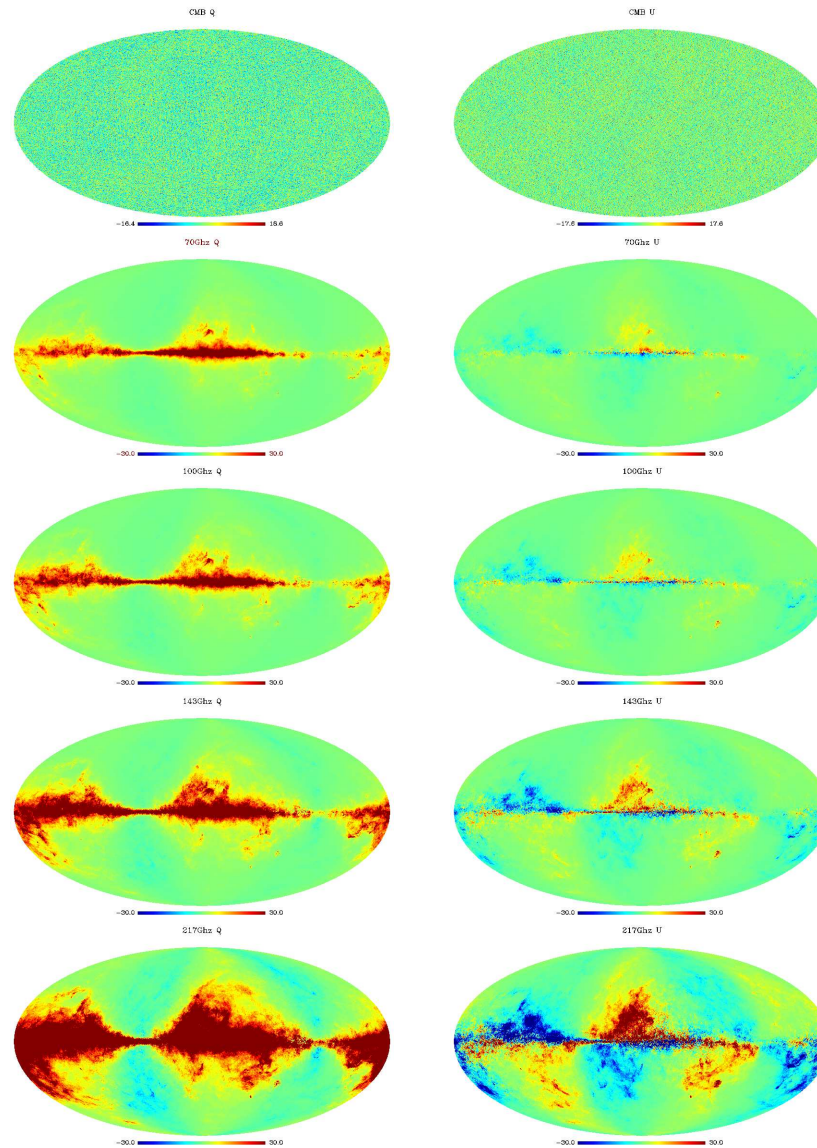 CMB Q
CMB U
-16.4 16.6
-17.6 17.6
70Ghz Q
70Ghz U
-30.0 30.0
-30.0 30.0
100Ghz Q
100Ghz U
-30.0 30.0
-30.0 30.0
143Ghz Q
143Ghz U
-30.0 30.0
-30.0 30.0
217Ghz Q
217Ghz U
-30.0 30.0
-30.0 30.0